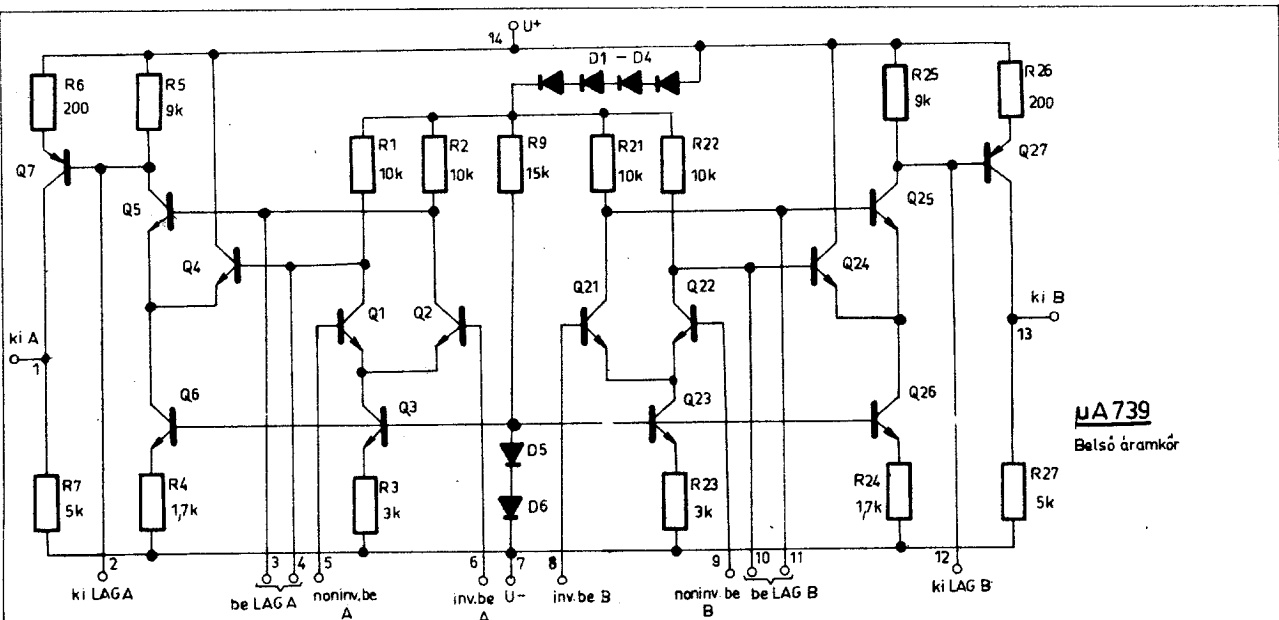 14 U+
D1 – D4
R6 200
R5 9k
R1 10k
R2 10k
R9 15k
R21 10k
R22 10k
R25 9k
R26 200
Q7
Q5
Q4
Q1
Q2
Q21
Q22
Q24
Q25
Q27
ki A
1
ki B
13
Q6
Q3
Q23
Q26
D5
D6
R7 5k
R4 1,7k
R3 3k
R23 3k
R24 1,7k
R27 5k
µA739
Belső áramkör
2 3 4 5 6 7 8 9 10 11 12
ki LAG A
be LAG A
noninv.be A
inv.be A
U–
inv.be B
noninv.be B
be LAG B
ki LAG B